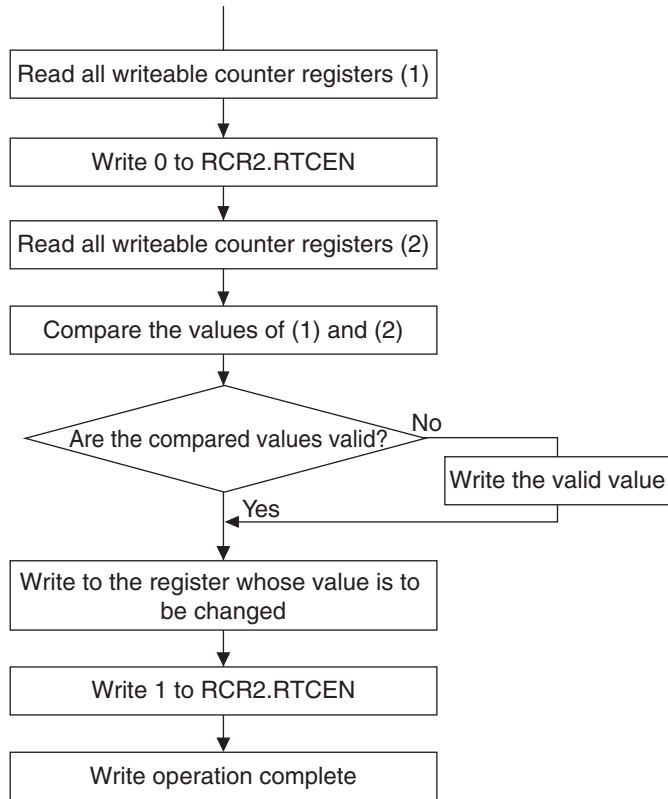 Read all writeable counter registers (1)
Write 0 to RCR2.RTCEN
Read all writeable counter registers (2)
Compare the values of (1) and (2)
Are the compared values valid?
No
Write the valid value
Yes
Write to the register whose value is to
be changed
Write 1 to RCR2.RTCEN
Write operation complete